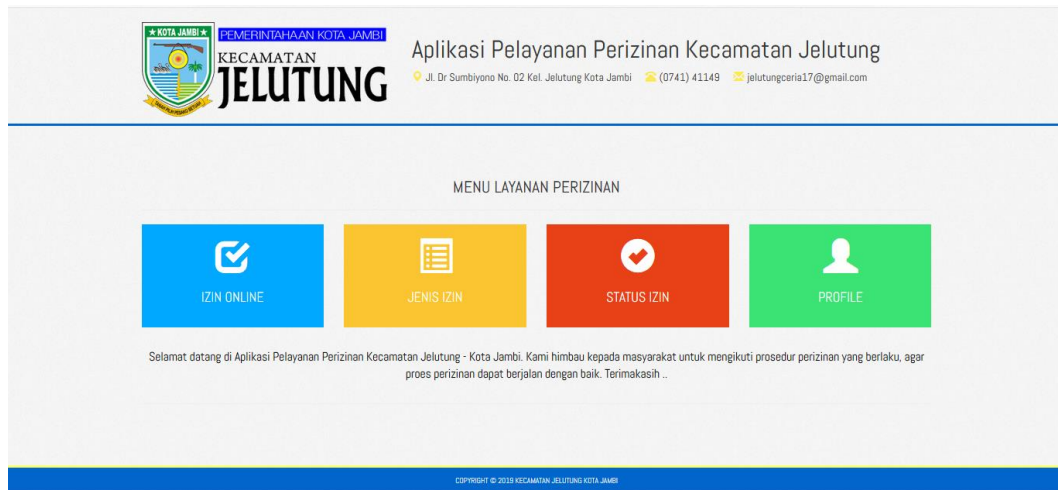 ★ KOTA JAMBI ★
PEMERINTAHAAN KOTA JAMBI
KECAMATAN
JELUTUNG
Aplikasi Pelayanan Perizinan Kecamatan Jelutung
Jl. Dr Sumbiyono No. 02 Kel. Jelutung Kota Jambi (0741) 41149 jelutungceria17@gmail.com
MENU LAYANAN PERIZINAN
IZIN ONLINE
JENIS IZIN
STATUS IZIN
PROFILE
Selamat datang di Aplikasi Pelayanan Perizinan Kecamatan Jelutung - Kota Jambi. Kami himbau kepada masyarakat untuk mengikuti prosedur perizinan yang berlaku, agar
proes perizinan dapat berjalan dengan baik. Terimakasih ..
COPYRIGHT © 2019 KECAMATAN JELUTUNG KOTA JAMBI